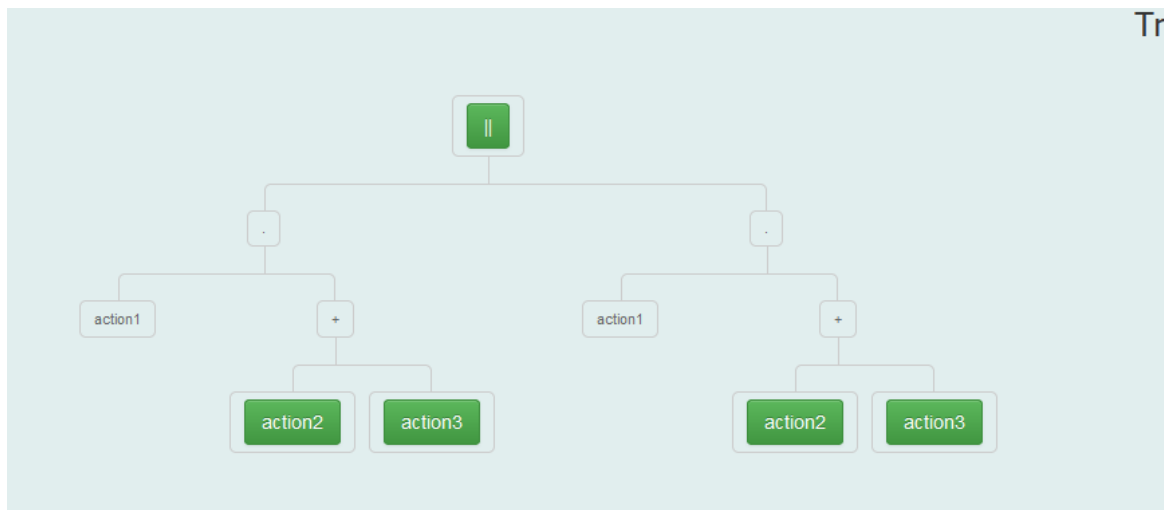 Tr
||
. .
action1 + action1 +
action2 action3 action2 action3